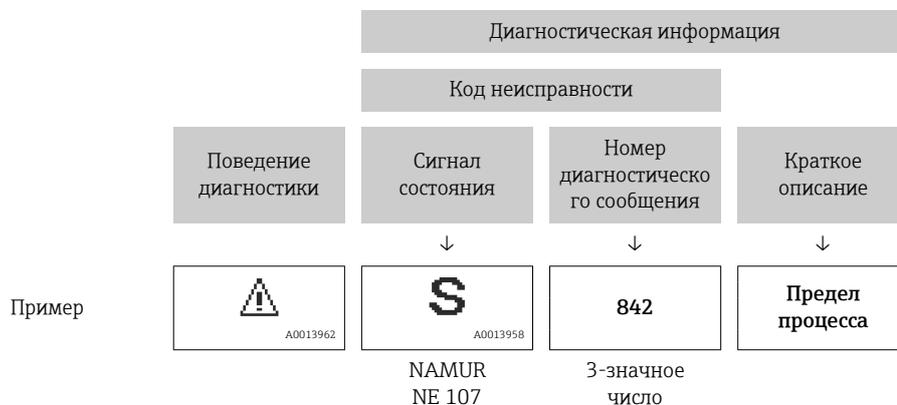 Диагностическая информация
Код неисправности
Поведение
диагностики
Сигнал
состояния
Номер
диагностическо
го сообщения
Краткое
описание
↓ ↓ ↓
Пример
⚠
A0013962
S
A0013958
842
Предел
процесса
NAMUR
NE 107
3-значное
число